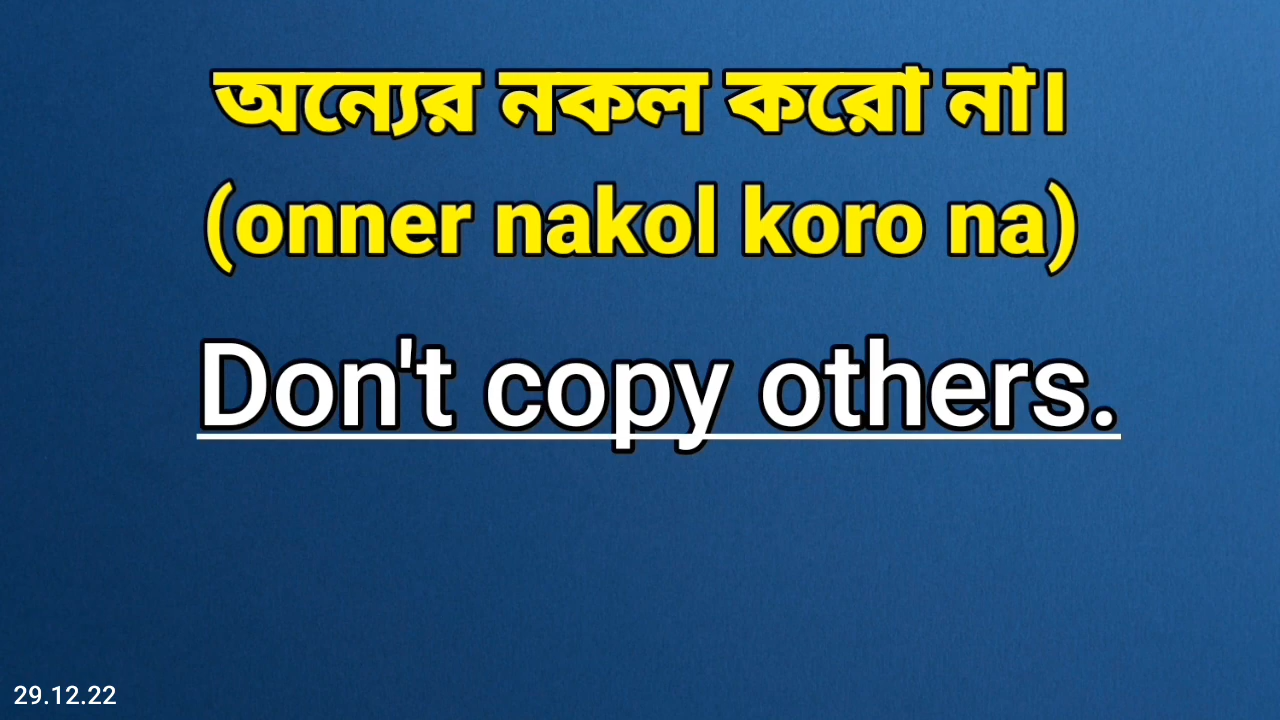 অন্যের নকল করো না।
(onner nakol koro na)
Don't copy others.
29.12.22